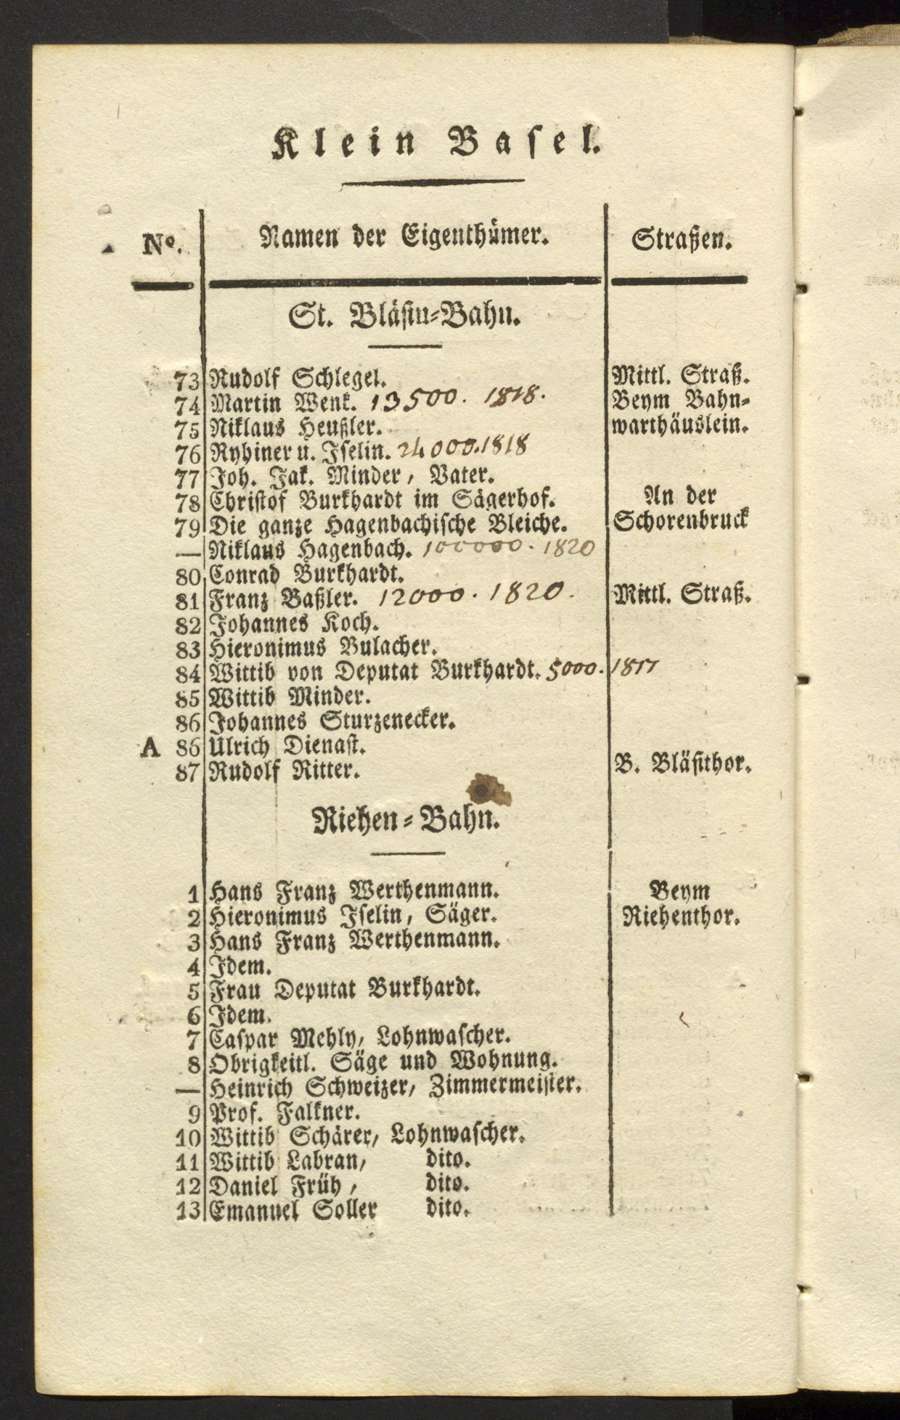 Klein Basel.
No. Namen der Eigenthümer. Straßen.
St. Bläsin-Bahn.
73 Rudolf Schlegel. Mittl. Straß.
74 Martin Wenk. 13500. 1818. Beym Bahn-
75 Niklaus Heußler. warthäuslein.
76 Ryhiner u. Iselin. 24000. 1818
77 Joh. Jak. Minder, Vater.
78 Christof Burkhardt im Sägerhof. An der
79 Die ganze Hagenbachische Bleiche. Schorenbruck
— Niklaus Hagenbach. 100000. 1820
80 Conrad Burkhardt.
81 Franz Baßler. 12000. 1820. Mittl. Straß.
82 Johannes Koch.
83 Hieronimus Bulacher.
84 Wittib von Deputat Burkhardt. 5000. 1817
85 Wittib Minder.
86 Johannes Sturzenecker.
A 86 Ulrich Dienast.
87 Rudolf Ritter. B. Bläsithor.
Riehen-Bahn.
1 Hans Franz Werthenmann. Beym
2 Hieronimus Iselin, Säger. Riehenthor.
3 Hans Franz Werthenmann.
4 Idem.
5 Frau Deputat Burkhardt.
6 Idem.
7 Caspar Mehly, Lohnwascher.
8 Obrigkeitl. Säge und Wohnung.
— Heinrich Schweizer, Zimmermeister.
9 Prof. Falkner.
10 Wittib Schärer, Lohnwascher.
11 Wittib Labran, dito.
12 Daniel Früh, dito.
13 Emanuel Soller dito.